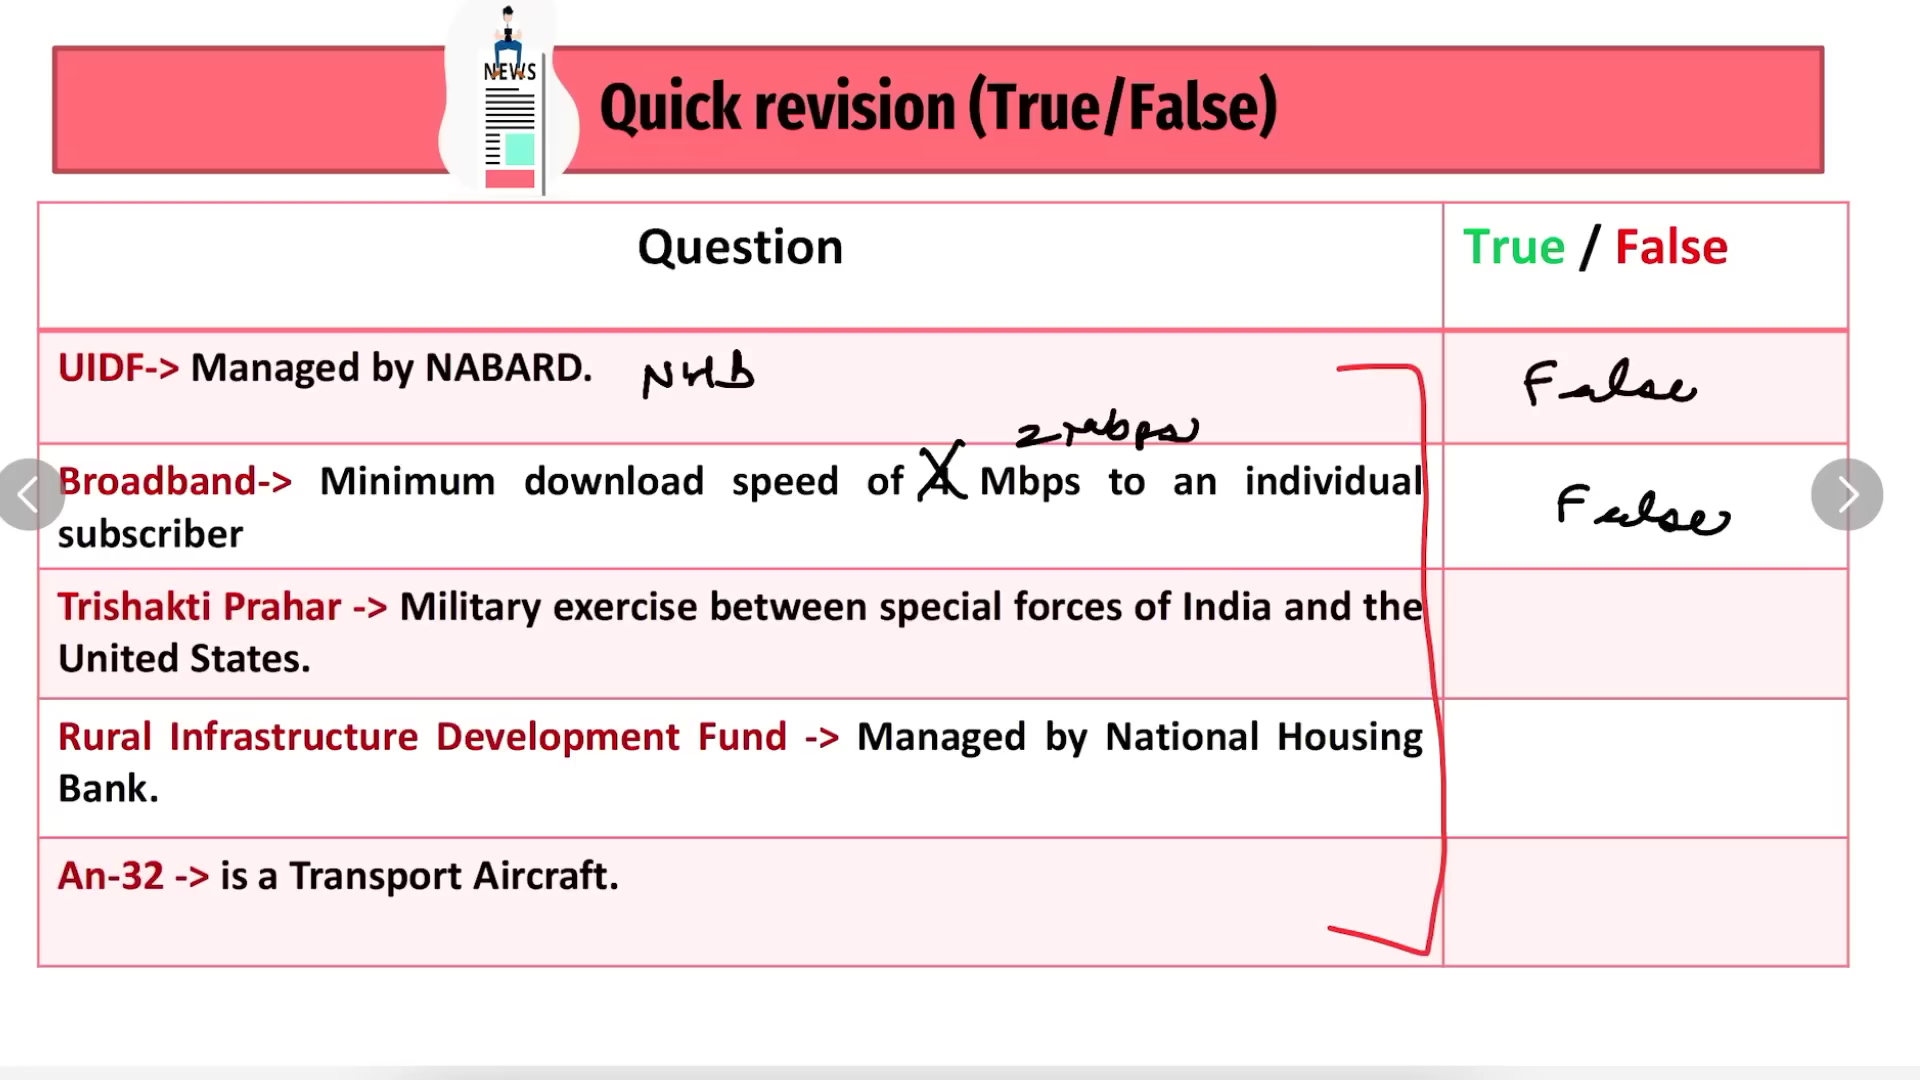 NEWS
Quick revision (True/False)
Question
True / False
UIDF-> Managed by NABARD. NHB
False
2 mbps
Broadband-> Minimum download speed of Mbps to an individual
subscriber
False
Trishakti Prahar -> Military exercise between special forces of India and the
United States.
Rural Infrastructure Development Fund -> Managed by National Housing
Bank.
An-32 -> is a Transport Aircraft.